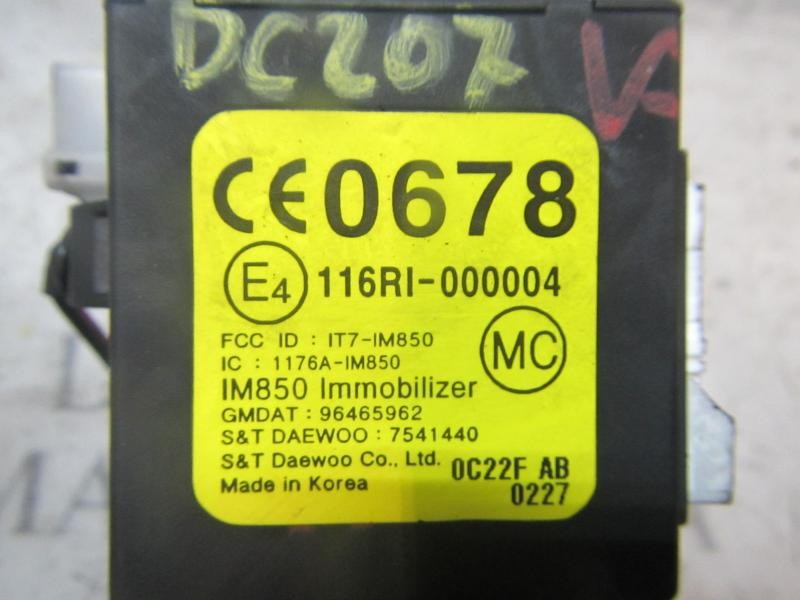 DC207
CE0678
E4 116RI-000004
FCC ID : IT7-IM850
IC : 1176A-IM850
MC
IM850 Immobilizer
GMDAT : 96465962
S&T DAEWOO : 7541440
S&T Daewoo Co., Ltd.
Made in Korea
0C22F AB
0227